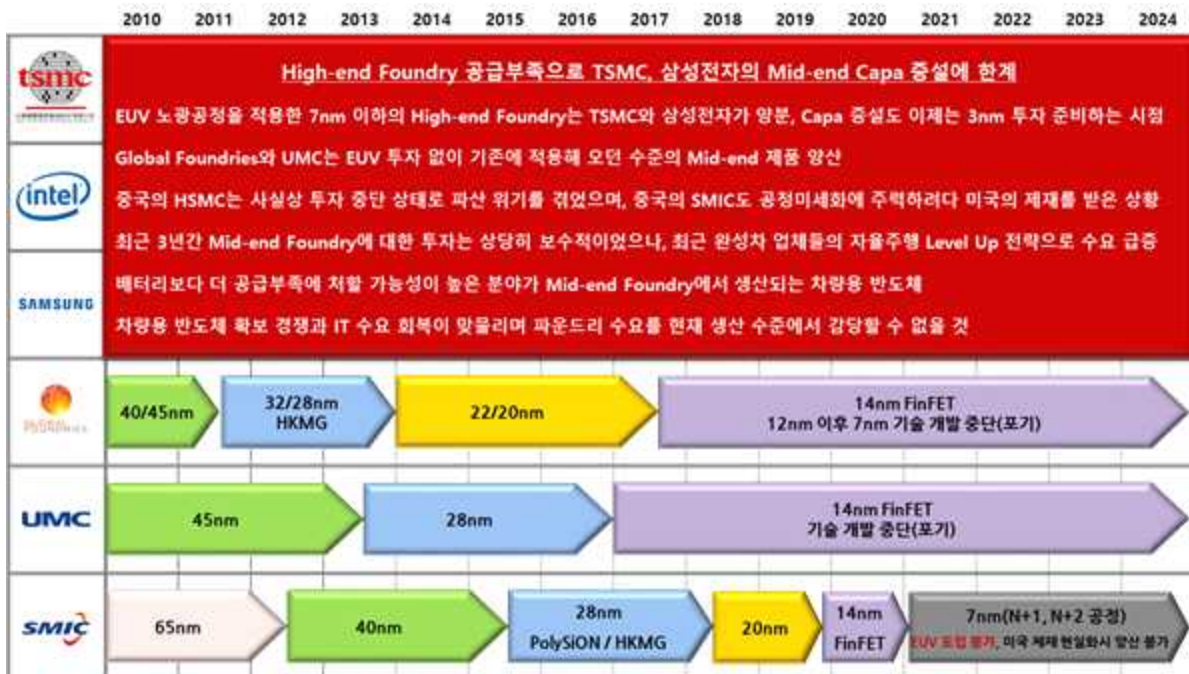 2010 2011 2012 2013 2014 2015 2016 2017 2018 2019 2020 2021 2022 2023 2024
tsmc
High-end Foundry 공급부족으로 TSMC, 삼성전자의 Mid-end Capa 증설에 한계
EUV 노광공정을 적용한 7nm 이하의 High-end Foundry는 TSMC와 삼성전자가 양분, Capa 증설도 이제는 3nm 투자 준비하는 시점
Global Foundries와 UMC는 EUV 투자 없이 기존에 적용해 오던 수준의 Mid-end 제품 양산
intel
중국의 HSMC는 사실상 투자 중단 상태로 파산 위기를 겪었으며, 중국의 SMIC도 공정미세화에 주력하려다 미국의 제재를 받은 상황
최근 3년간 Mid-end Foundry에 대한 투자는 상당히 보수적이었으나, 최근 완성차 업체들의 자율주행 Level Up 전략으로 수요 급증
배터리보다 더 공급부족에 처할 가능성이 높은 분야가 Mid-end Foundry에서 생산되는 차량용 반도체
SAMSUNG
차량용 반도체 확보 경쟁과 IT 수요 회복이 맞물리며 파운드리 수요를 현재 생산 수준에서 감당할 수 없을 것
40/45nm
32/28nm
HKMG
22/20nm
14nm FinFET
12nm 이후 7nm 기술 개발 중단(포기)
UMC
45nm
28nm
14nm FinFET
기술 개발 중단(포기)
SMIC
65nm
40nm
28nm
PolySiON / HKMG
20nm
14nm
FinFET
7nm(N+1, N+2 공정)
EUV 도입 불가, 미국 제재 현실화시 양산 불가